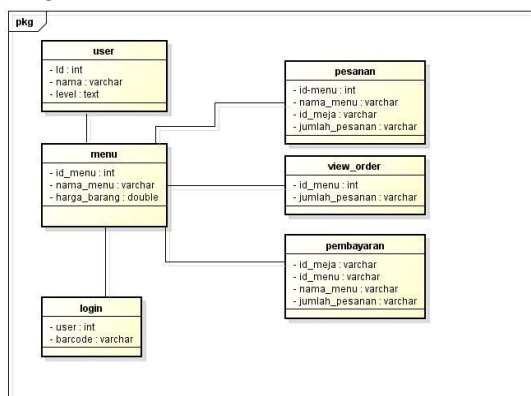 pkg
user
- Id : int
- nama : varchar
- level : text
menu
- id_menu : int
- nama_menu : varchar
- harga_barang : double
login
- user : int
- barcode : varchar
pesanan
- id-menu : int
- nama_menu : varchar
- id_meja : varchar
- jumlah_pesanan : varchar
view_order
- id_menu : int
- jumlah_pesanan : varchar
pembayaran
- id_meja : varchar
- id_menu : varchar
- nama_menu : varchar
- jumlah_pesanan : varchar